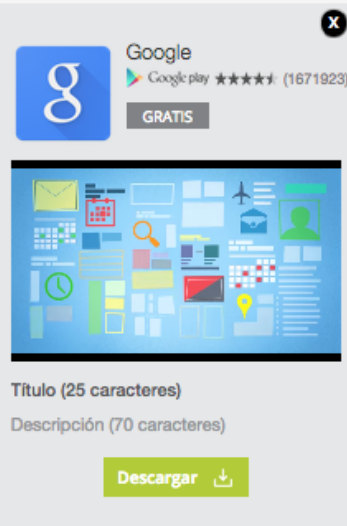 X
Google
g
Google play (1671923)
GRATIS
Título (25 caracteres)
Descripción (70 caracteres)
Descargar